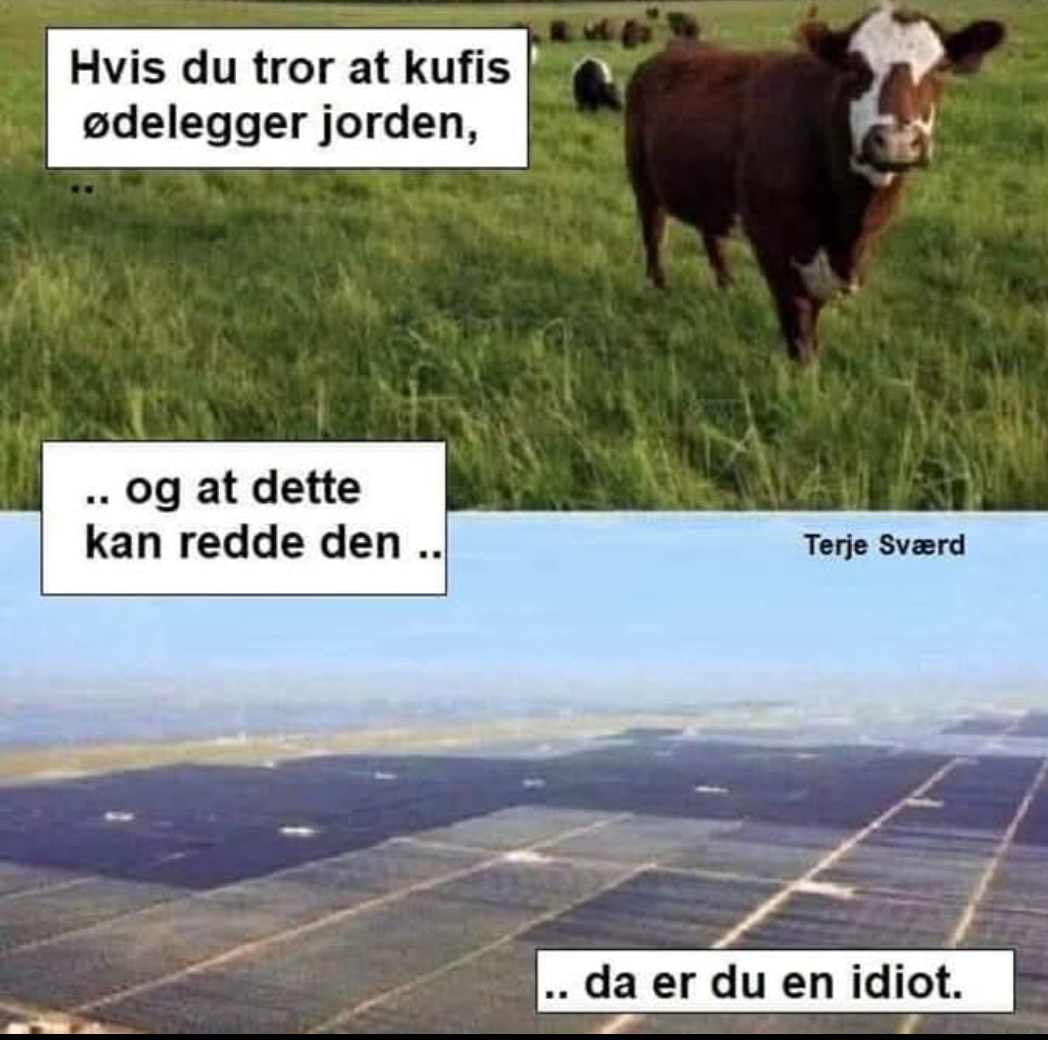 Hvis du tror at kufis
ødelegger jorden,
..
.. og at dette
kan redde den ..
Terje Sværd
.. da er du en idiot.